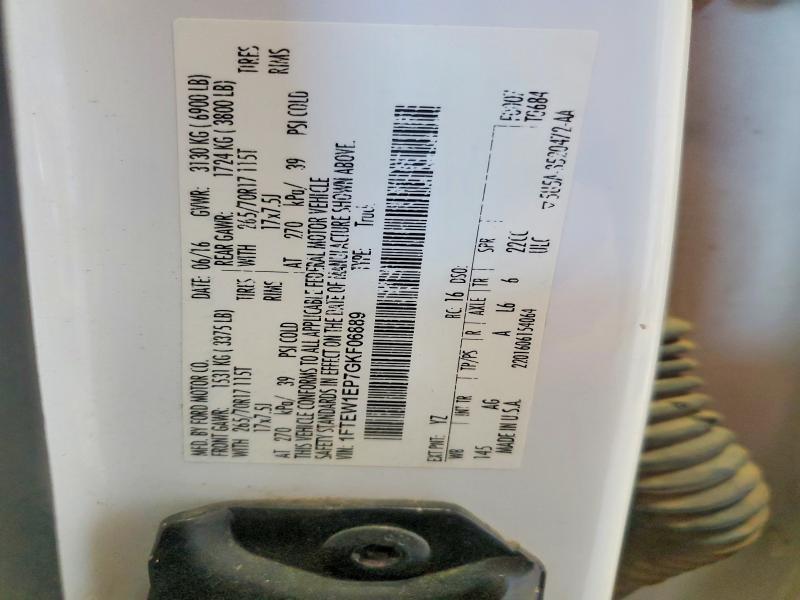 MFD. BY FORD MOTOR CO. DATE: 06/16 GVWR: 3130 KG ( 6900 LB)
FRONT GAWR: 1531 KG ( 3375 LB) REAR GAWR: 1724 KG ( 3800 LB)
WITH 265/70R17 115T TIRES WITH 265/70R17 115T TIRES
17x7.5J RIMS 17x7.5J RIMS
AT 270 kPa/ 39 PSI COLD AT 270 kPa/ 39 PSI COLD
THIS VEHICLE CONFORMS TO ALL APPLICABLE FEDERAL MOTOR VEHICLE
SAFETY STANDARDS IN EFFECT ON THE DATE OF MANUFACTURE SHOWN ABOVE.
VIN: 1FTEW1EP7GKF06689 TYPE: Truck
EXT PNT: YZ RC: 16 DSO:
WB INT TR TP/PS R AXLE TR SPR
145 AG A L6 6 22CC
MADE IN U.S.A. 2201606134064 ULC